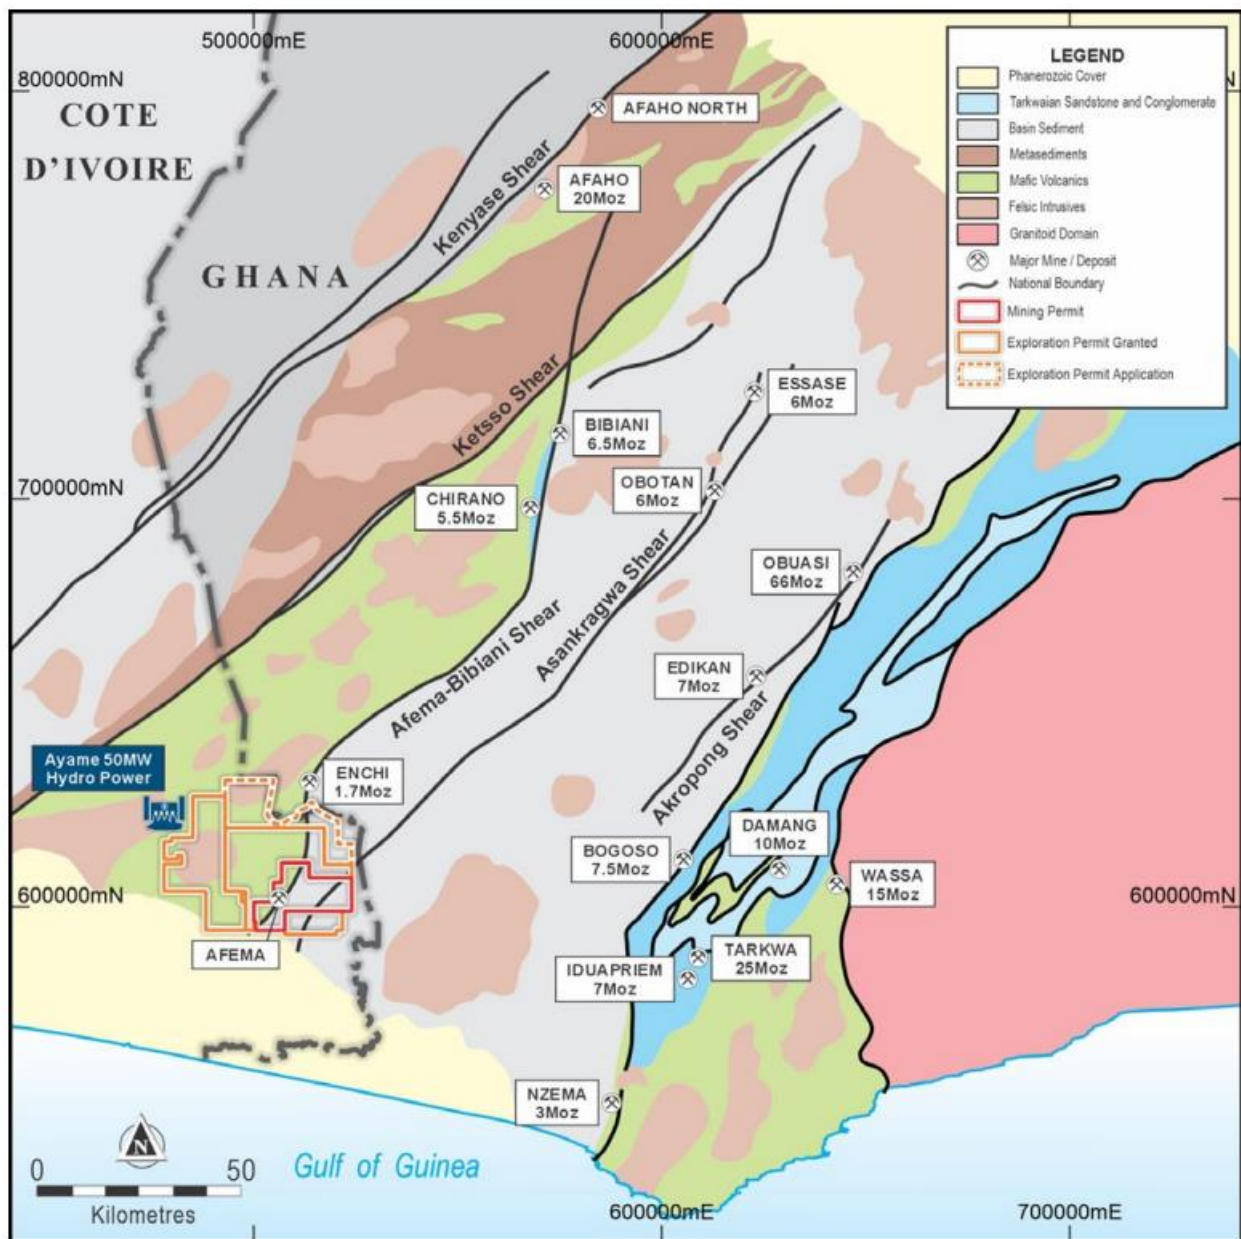 500000mE
600000mE
800000mN
COTE
D'IVOIRE
GHANA
LEGEND
Phanerozoic Cover
Tarkwaian Sandstone and Conglomerate
Basin Sediment
Metasediments
Mafic Volcanics
Felsic Intrusives
Granitoid Domain
Major Mine / Deposit
National Boundary
Mining Permit
Exploration Permit Granted
Exploration Permit Application
N
AFAHO NORTH
Kenyase Shear
AFAHO
20Moz
Ketsso Shear
ESSASE
6Moz
BIBIANI
6.5Moz
OBOTAN
6Moz
700000mN
CHIRANO
5.5Moz
OBUASI
66Moz
Afema-Bibiani Shear
Asankragwa Shear
EDIKAN
7Moz
Akropong Shear
Ayame 50MW
Hydro Power
ENCHI
1.7Moz
BOGOSO
7.5Moz
DAMANG
10Moz
WASSA
15Moz
600000mN
600000mN
AFEMA
TARKWA
25Moz
IDUAPRIEM
7Moz
NZEMA
3Moz
N
0 50
Kilometres
Gulf of Guinea
600000mE
700000mE